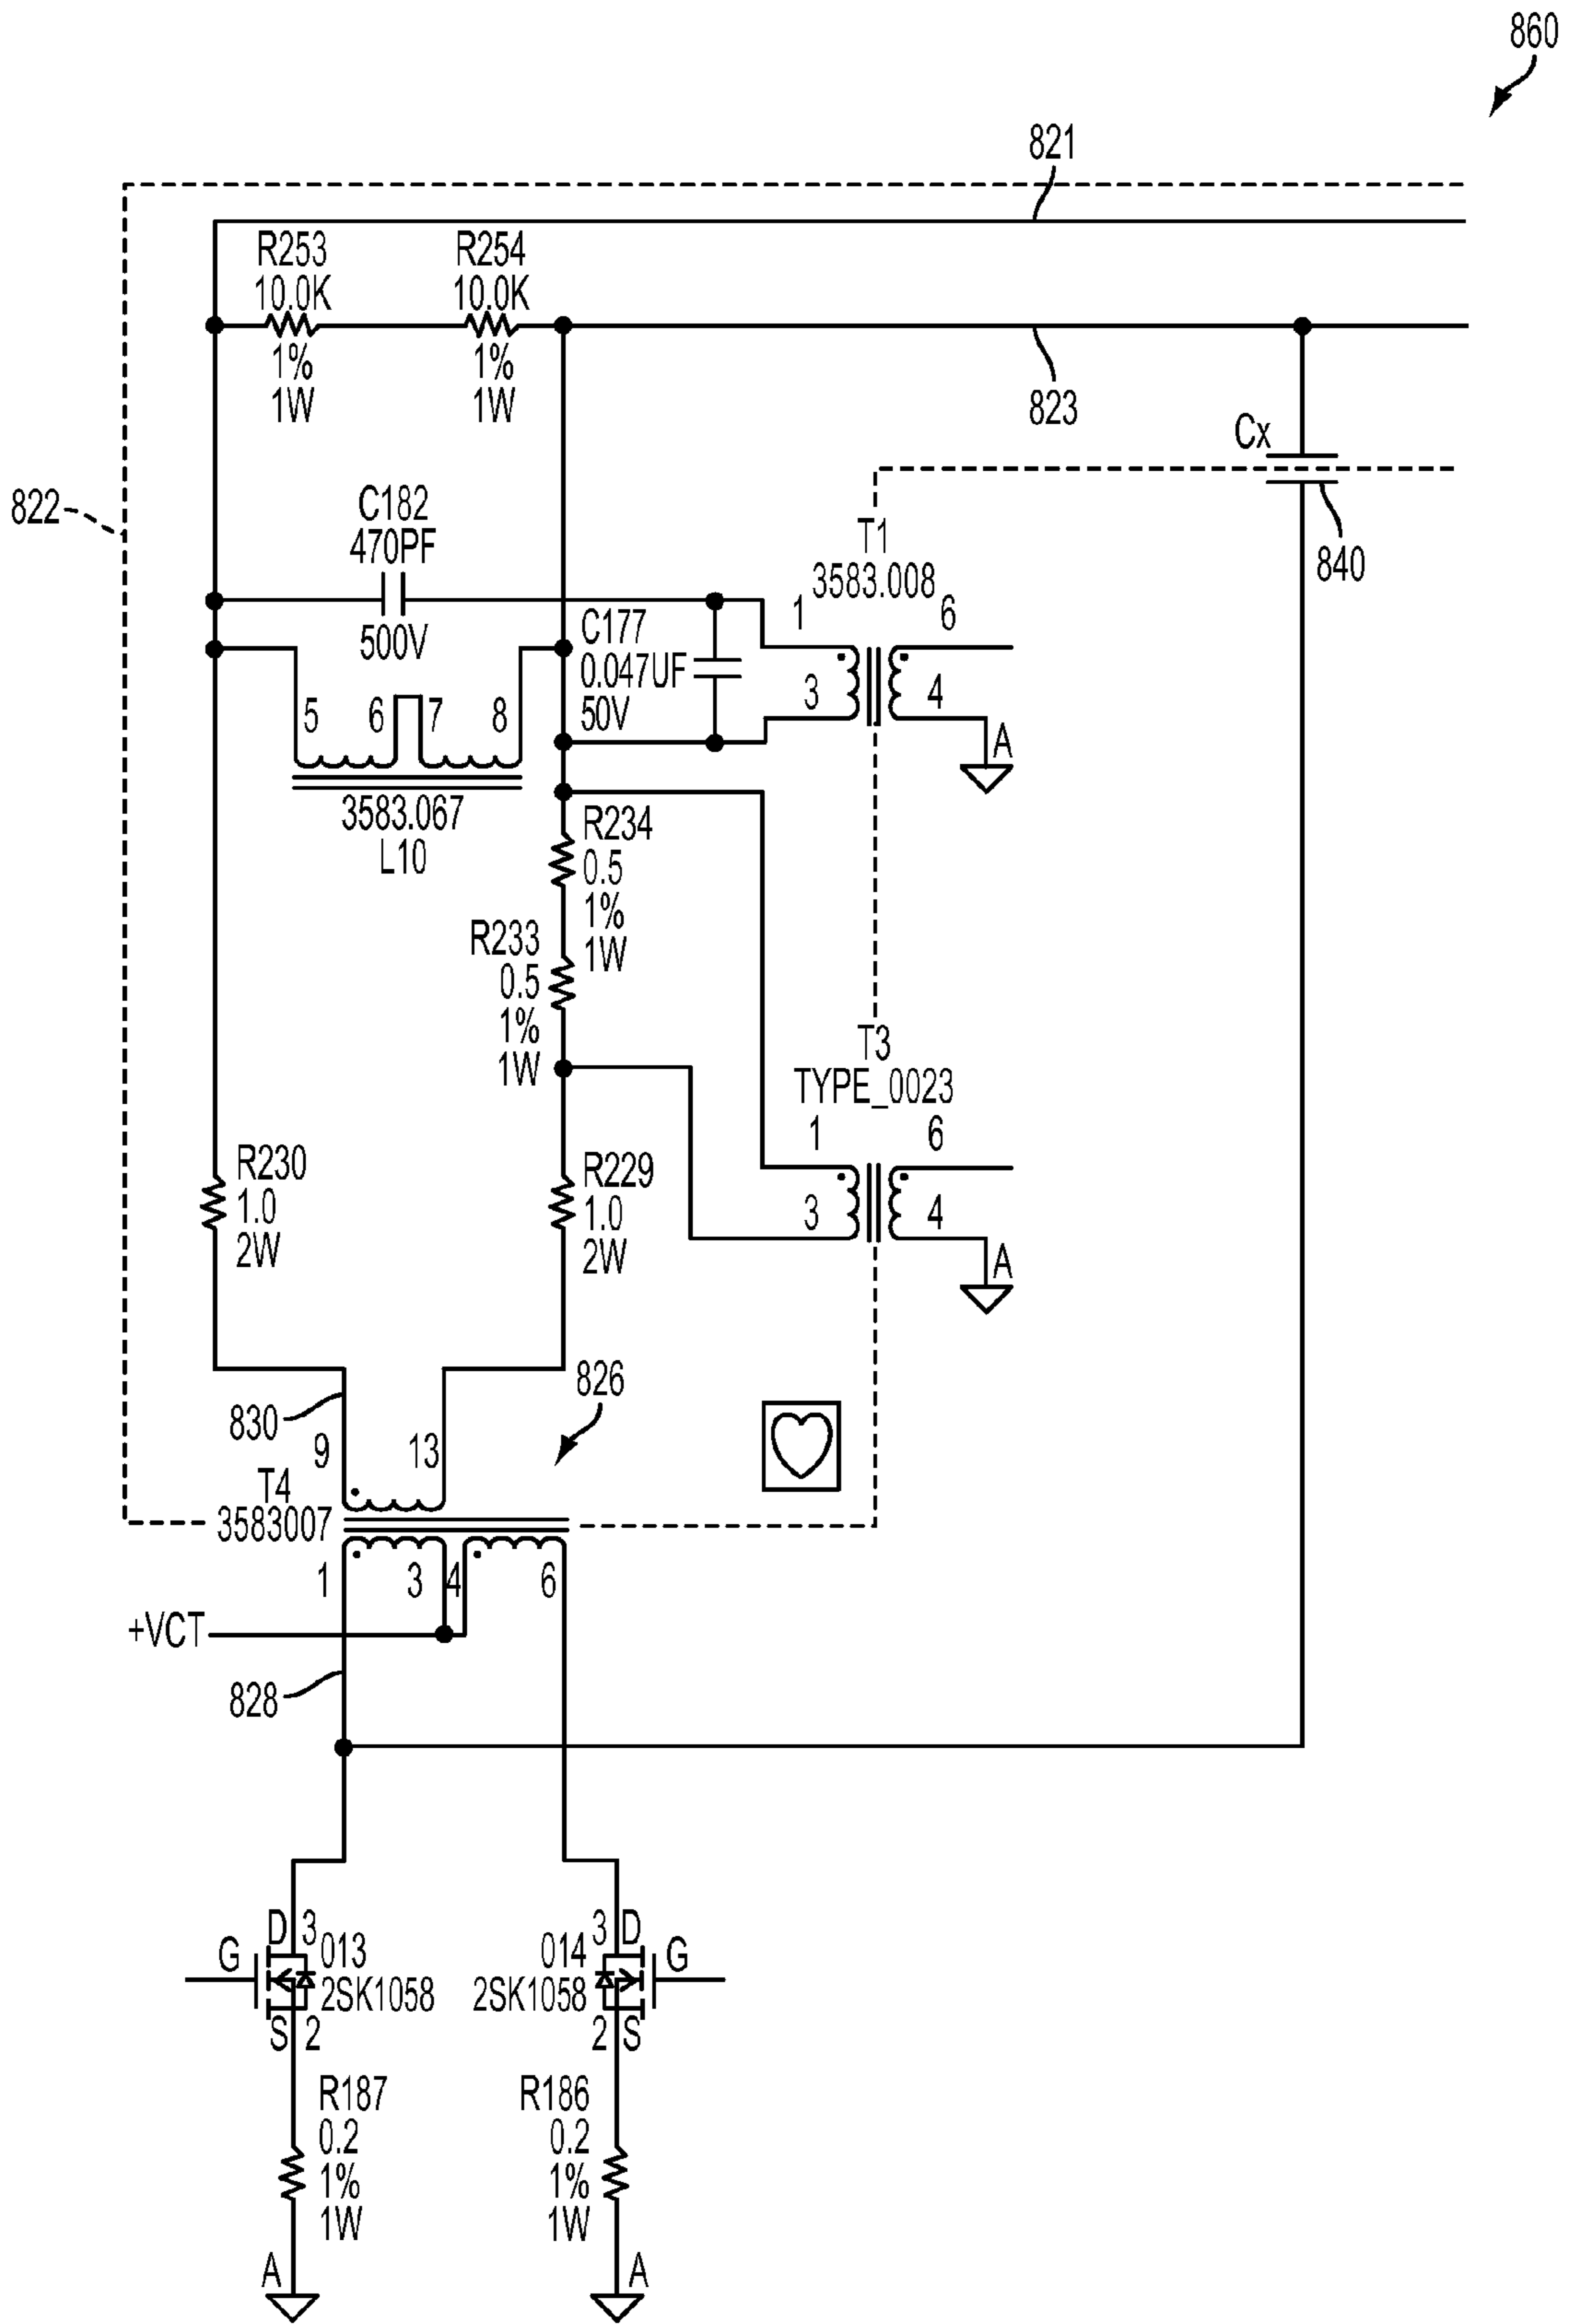 860
821
R253
10.0K
1%
1W
R254
10.0K
1%
1W
823
Cx
840
822
C182
470PF
500V
T1
3583.008
1
6
3
4
A
C177
0.047UF
50V
5
6
7
8
3583.067
L10
R234
0.5
1%
1W
R233
0.5
1%
1W
T3
TYPE_0023
1
6
3
4
A
R230
1.0
2W
R229
1.0
2W
826
830
9
13
T4
3583007
1
3
4
6
+VCT
828
D
3
G
013
2SK1058
S
2
3
D
014
G
2SK1058
2
S
R187
0.2
1%
1W
A
R186
0.2
1%
1W
A